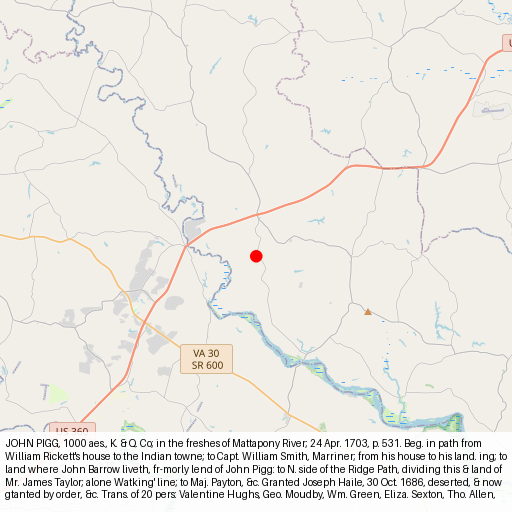 U
VA 30
SR 600
US 360
JOHN PIGG, 1000 aes., K. & Q. Co; in the freshes of Mattapony River; 24 Apr. 1703, p. 531. Beg. in path from
William Rickett's house to the Indian towne; to Capt. William Smith, Marriner; from his house to his land. ing; to
land where John Barrow liveth, fr-morly lend of John Pigg: to N. side of the Ridge Path, dividing this & land of
Mr. James Taylor; alone Watking' line; to Maj. Payton, &c. Granted Joseph Haile, 30 Oct. 1686, deserted, & now
gtanted by order, &c. Trans. of 20 pers: Valentine Hughs, Geo. Moudby, Wm. Green, Eliza. Sexton, Tho. Allen,